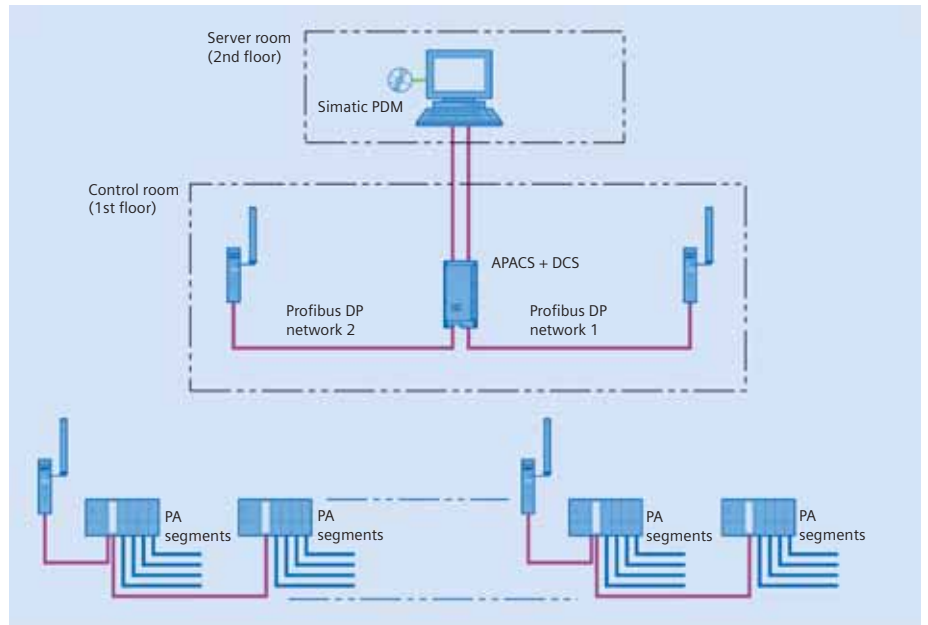 Server room
(2nd floor)
Simatic PDM
Control room
(1st floor)
APACS + DCS
Profibus DP
network 2
Profibus DP
network 1
PA
segments
PA
segments
PA
segments
PA
segments